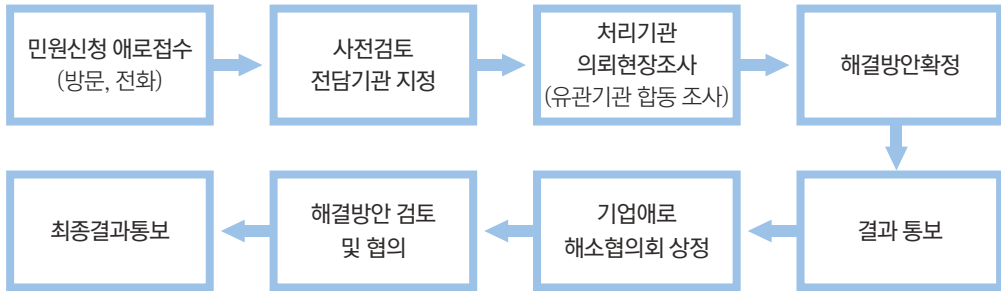 민원신청 애로접수
(방문, 전화)
사전검토
전담기관 지정
처리기관
의뢰현장조사
(유관기관 합동 조사)
해결방안확정
결과 통보
기업애로
해소협의회 상정
해결방안 검토
및 협의
최종결과통보